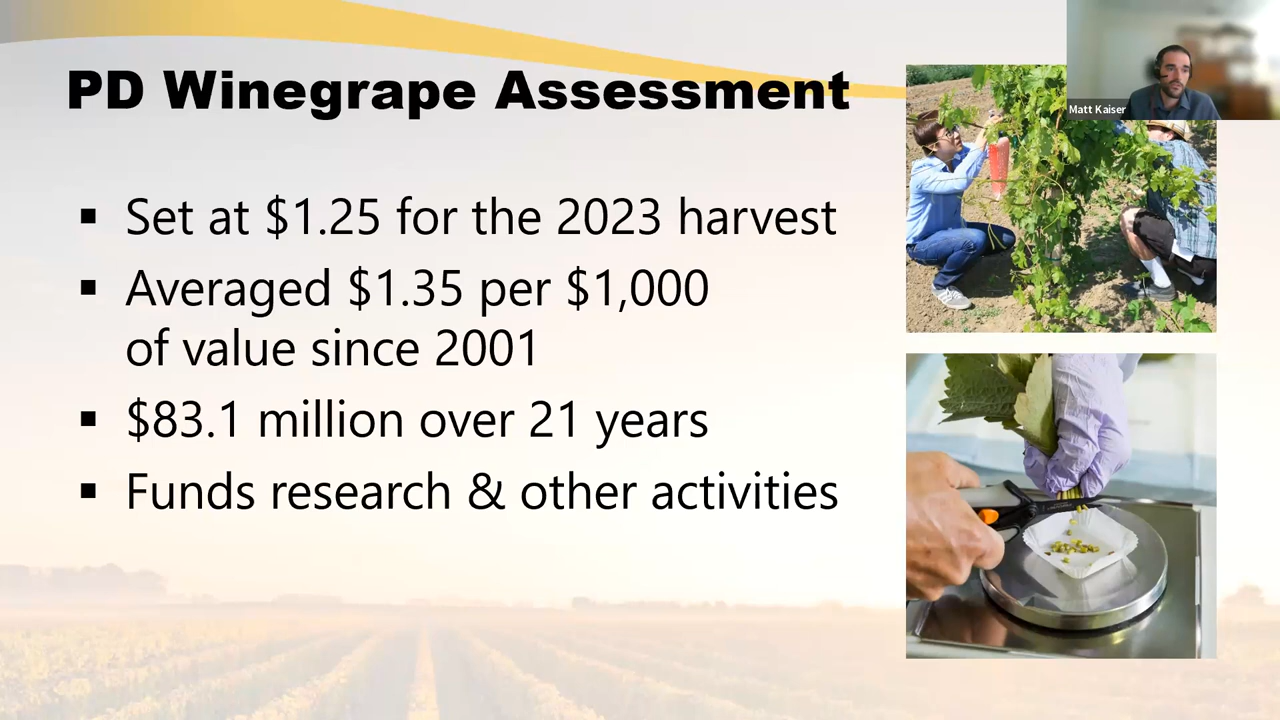 PD Winegrape Assessment
Matt Kaiser
▪ Set at $1.25 for the 2023 harvest
▪ Averaged $1.35 per $1,000
of value since 2001
▪ $83.1 million over 21 years
▪ Funds research & other activities